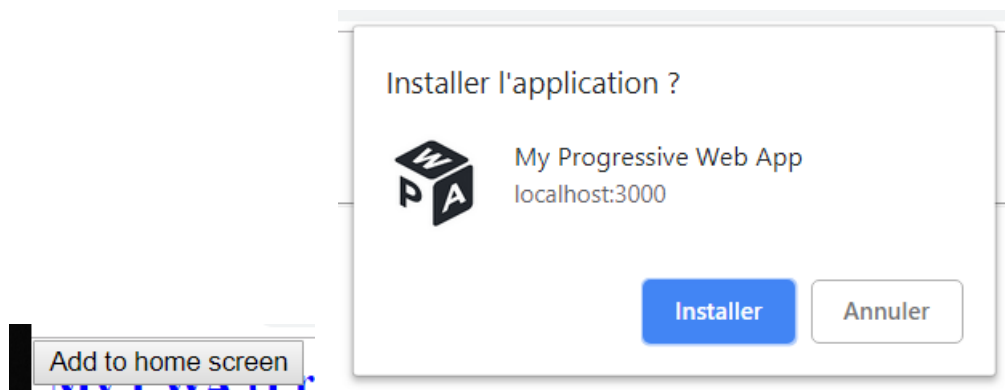 Installer l'application ?
W
P A
My Progressive Web App
localhost:3000
Installer
Annuler
Add to home screen